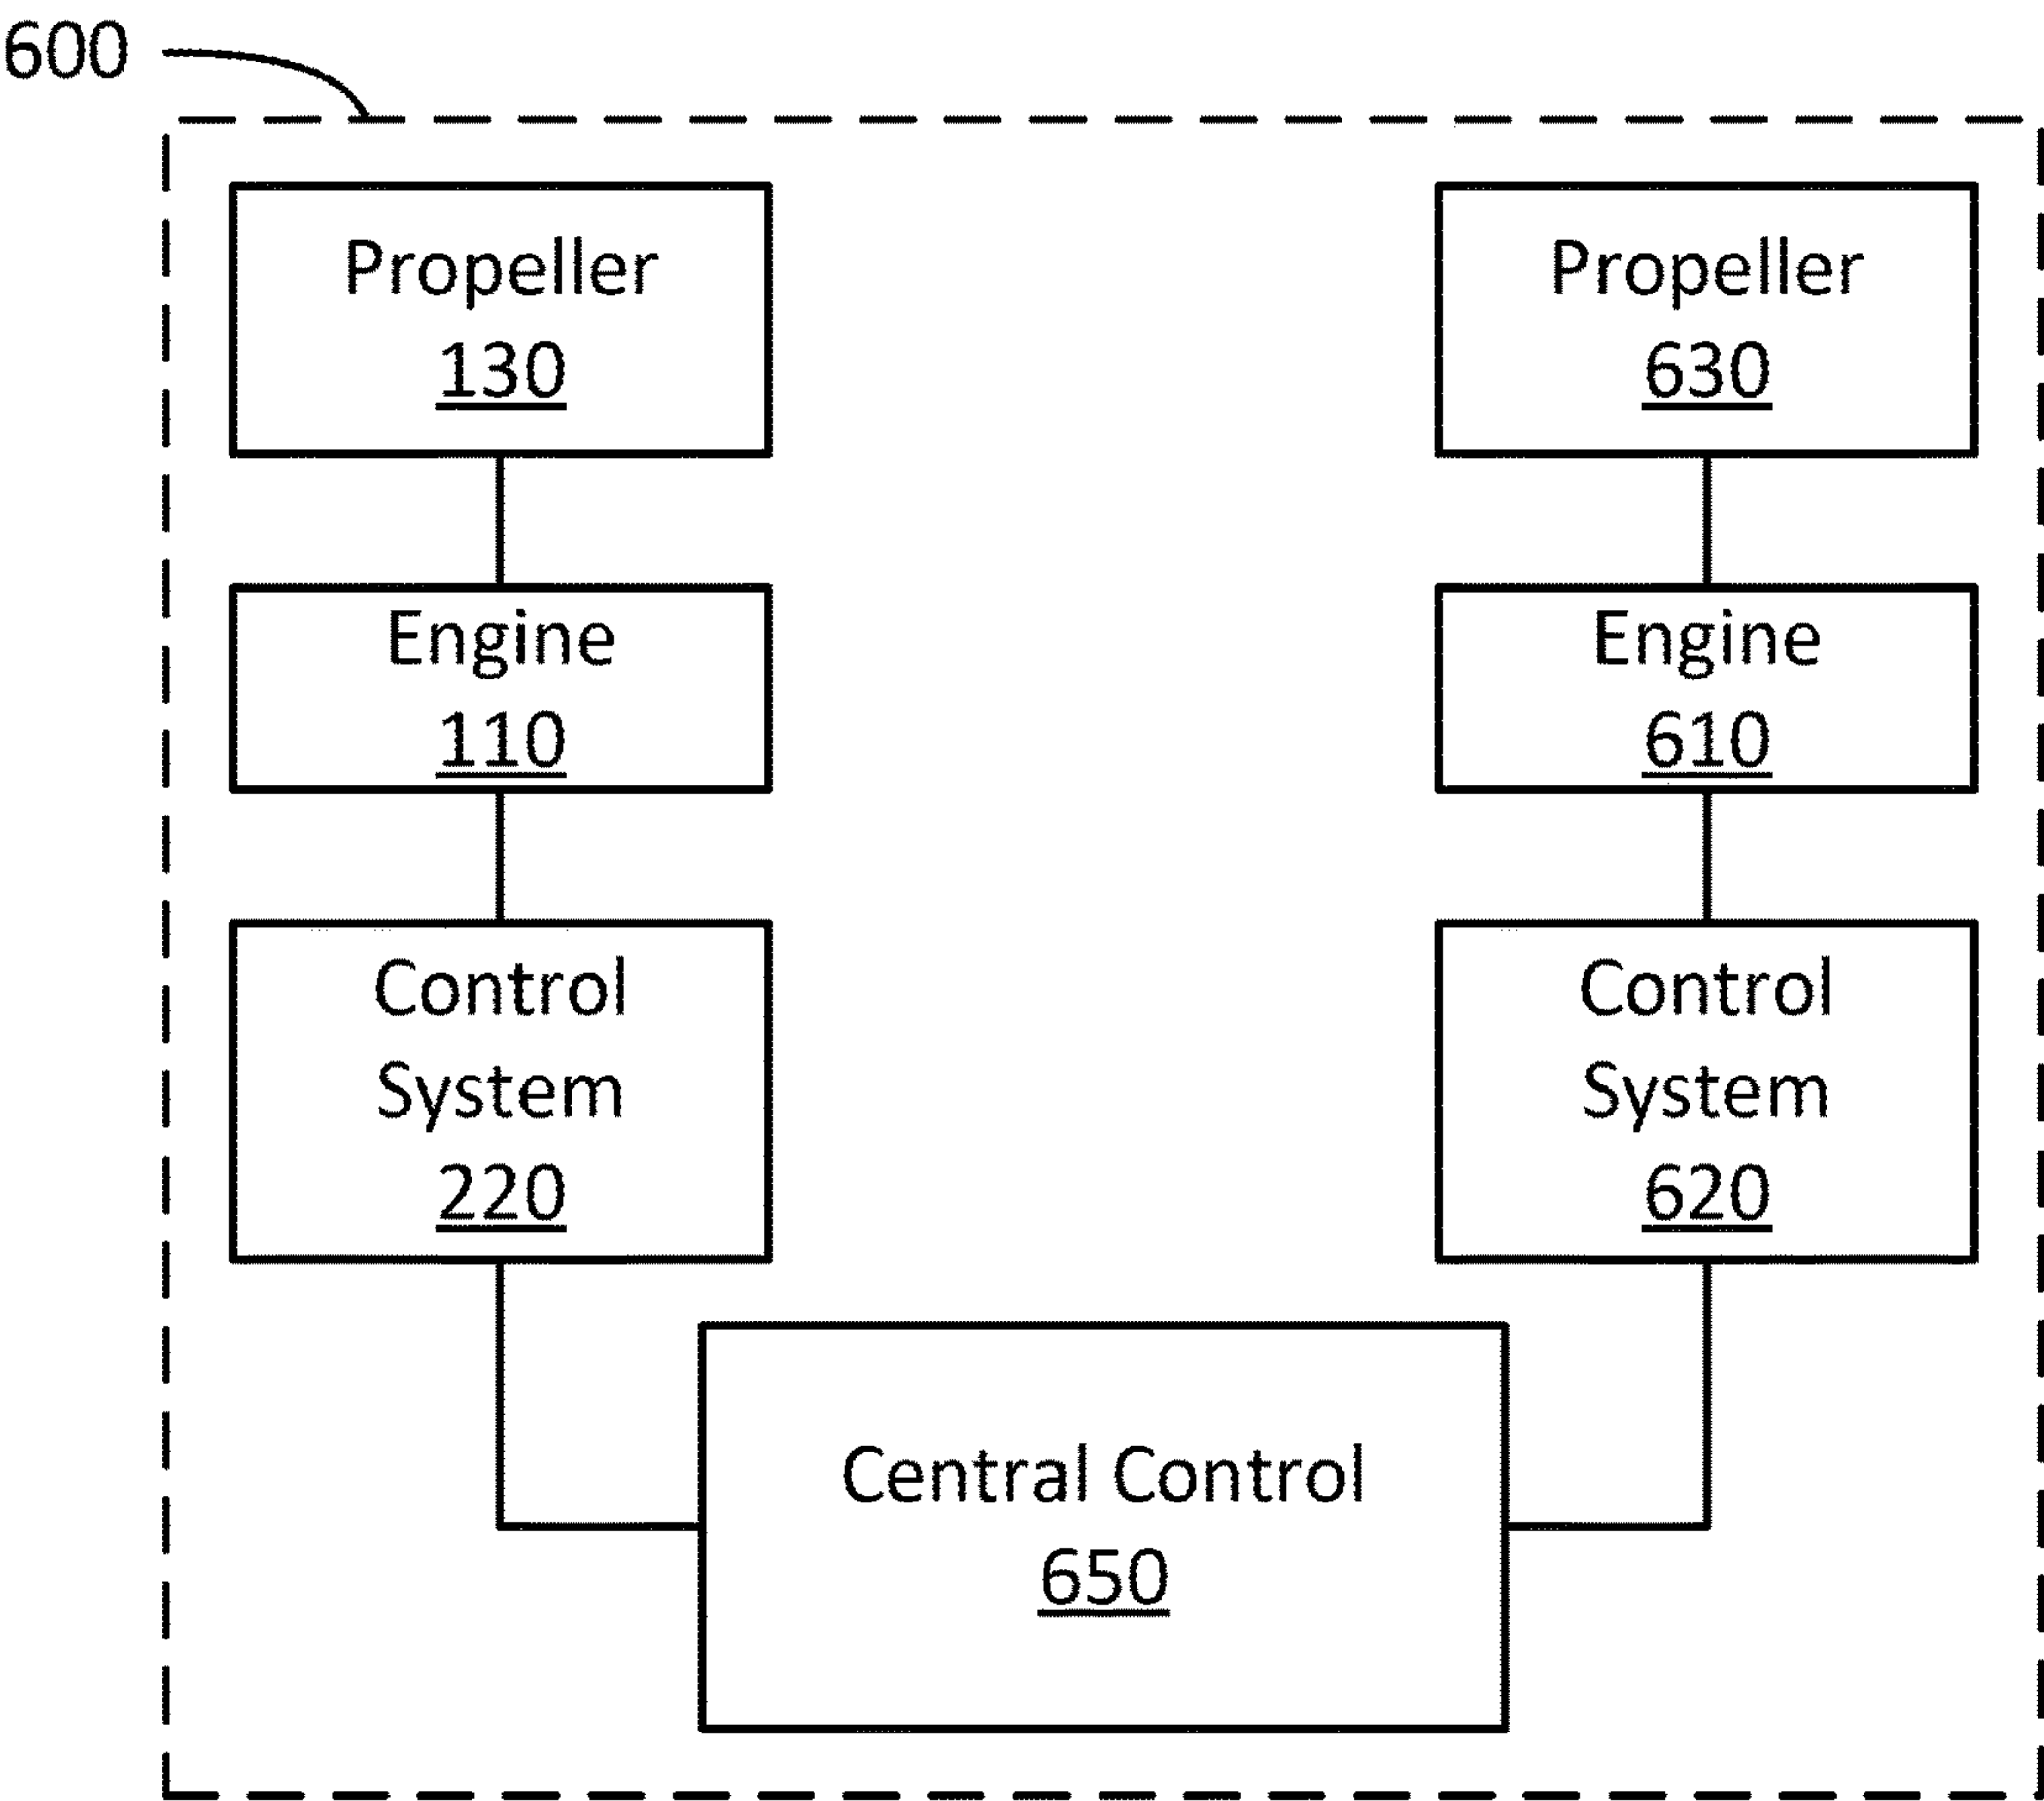 600
Propeller
130
Propeller
630
Engine
110
Engine
610
Control
System
220
Control
System
620
Central Control
650